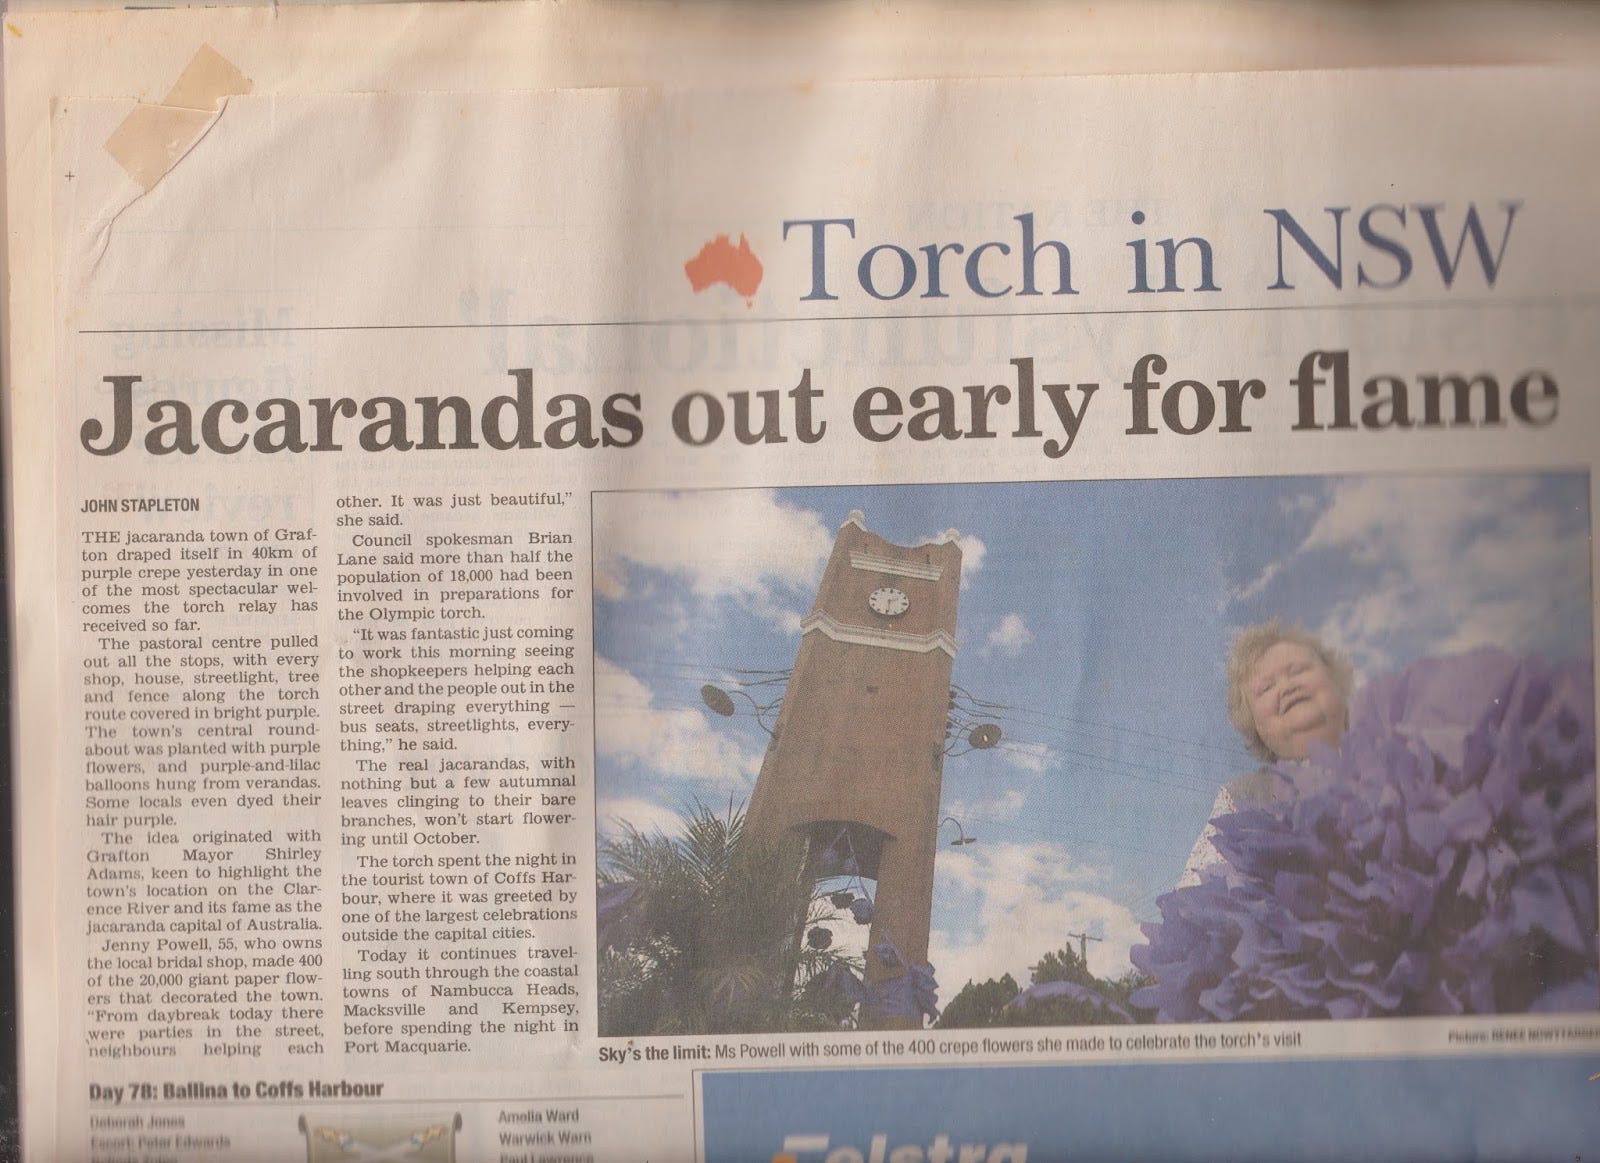 Torch in NSW
Jacarandas out early for flame
JOHN STAPLETON
THE jacaranda town of Graf-
ton draped itself in 40km of
purple crepe yesterday in one
of the most spectacular wel-
comes the torch relay has
received so far.
The pastoral centre pulled
out all the stops, with every
shop, house, streetlight, tree
and fence along the torch
route covered in bright purple.
The town's central round-
about was planted with purple
flowers, and purple-and-lilac
balloons hung from verandas.
Some locals even dyed their
hair purple.
The idea originated with
Grafton Mayor Shirley
Adams, keen to highlight the
town's location on the Clar-
ence River and its fame as the
jacaranda capital of Australia.
Jenny Powell, 55, who owns
the local bridal shop, made 400
of the 20,000 giant paper flow-
ers that decorated the town.
"From daybreak today there
were parties in the street,
neighbours helping each
other. It was just beautiful,"
she said.
Council spokesman Brian
Lane said more than half the
population of 18,000 had been
involved in preparations for
the Olympic torch.
"It was fantastic just coming
to work this morning seeing
the shopkeepers helping each
other and the people out in the
street draping everything —
bus seats, streetlights, every-
thing," he said.
The real jacarandas, with
nothing but a few autumnal
leaves clinging to their bare
branches, won't start flower-
ing until October.
The torch spent the night in
the tourist town of Coffs Har-
bour, where it was greeted by
one of the largest celebrations
outside the capital cities.
Today it continues travel-
ling south through the coastal
towns of Nambucca Heads,
Macksville and Kempsey,
before spending the night in
Port Macquarie.
Sky's the limit: Ms Powell with some of the 400 crepe flowers she made to celebrate the torch's visit
Picture: RENEE
Day 78: Ballina to Coffs Harbour
Deborah Jones
Escort: Peter Edwards
Amelia Ward
Warwick Warn
Paul Lawrence
Telstra